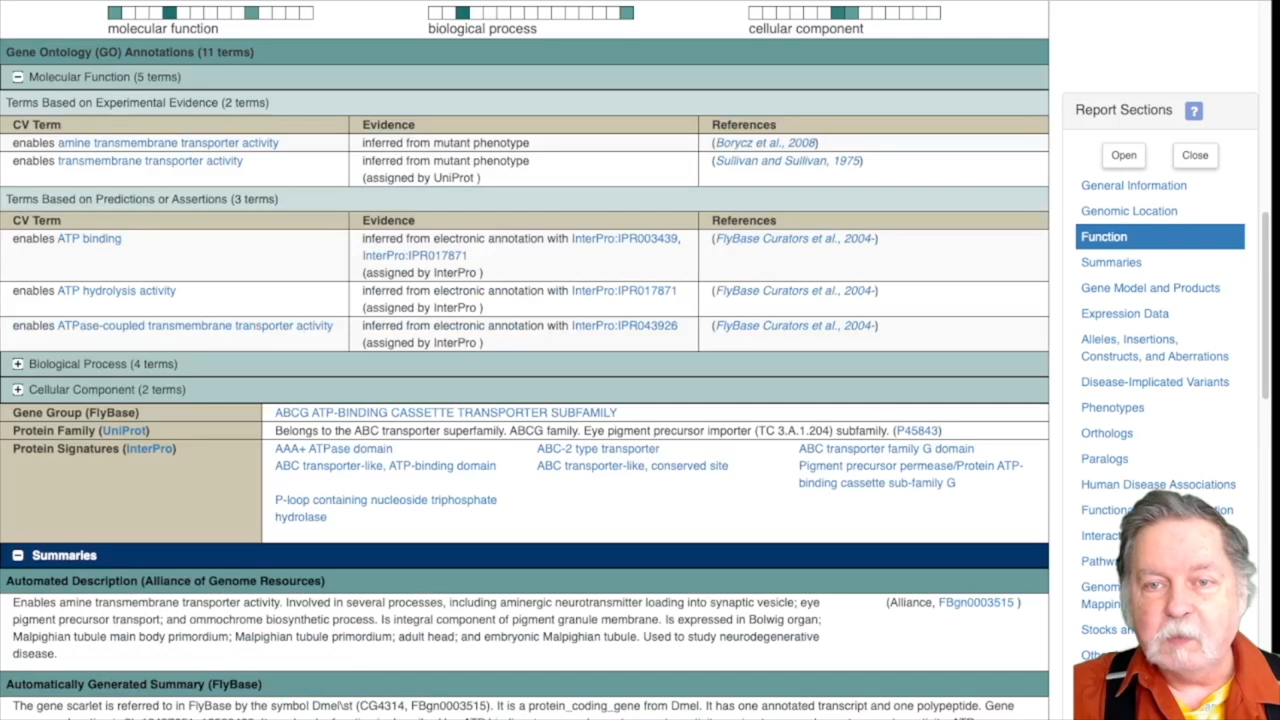 molecular function biological process cellular component
Gene Ontology (GO) Annotations (11 terms)
Molecular Function (5 terms)
Terms Based on Experimental Evidence (2 terms)
CV Term Evidence References
enables amine transmembrane transporter activity inferred from mutant phenotype (Borycz et al., 2008)
enables transmembrane transporter activity inferred from mutant phenotype (Sullivan and Sullivan, 1975)
(assigned by UniProt )
Terms Based on Predictions or Assertions (3 terms)
CV Term Evidence References
enables ATP binding inferred from electronic annotation with InterPro:IPR003439, (FlyBase Curators et al., 2004-)
InterPro:IPR017871
(assigned by InterPro )
enables ATP hydrolysis activity inferred from electronic annotation with InterPro:IPR017871 (FlyBase Curators et al., 2004-)
(assigned by InterPro )
enables ATPase-coupled transmembrane transporter activity inferred from electronic annotation with InterPro:IPR043926 (FlyBase Curators et al., 2004-)
(assigned by InterPro )
Biological Process (4 terms)
Cellular Component (2 terms)
Gene Group (FlyBase) ABCG ATP-BINDING CASSETTE TRANSPORTER SUBFAMILY
Protein Family (UniProt) Belongs to the ABC transporter superfamily. ABCG family. Eye pigment precursor importer (TC 3.A.1.204) subfamily. (P45843)
Protein Signatures (InterPro) AAA+ ATPase domain ABC-2 type transporter ABC transporter family G domain
ABC transporter-like, ATP-binding domain ABC transporter-like, conserved site Pigment precursor permease/Protein ATP-
binding cassette sub-family G
P-loop containing nucleoside triphosphate
hydrolase
Summaries
Automated Description (Alliance of Genome Resources)
Enables amine transmembrane transporter activity. Involved in several processes, including aminergic neurotransmitter loading into synaptic vesicle; eye (Alliance, FBgn0003515 )
pigment precursor transport; and ommochrome biosynthetic process. Is integral component of pigment granule membrane. Is expressed in Bolwig organ;
Malpighian tubule main body primordium; Malpighian tubule primordium; adult head; and embryonic Malpighian tubule. Used to study neurodegenerative
disease.
Automatically Generated Summary (FlyBase)
The gene scarlet is referred to in FlyBase by the symbol Dmel\st (CG4314, FBgn0003515). It is a protein_coding_gene from Dmel. It has one annotated transcript and one polypeptide. Gene
Report Sections ?
Open Close
General Information
Genomic Location
Function
Summaries
Gene Model and Products
Expression Data
Alleles, Insertions,
Constructs, and Aberrations
Disease-Implicated Variants
Phenotypes
Orthologs
Paralogs
Human Disease Associations